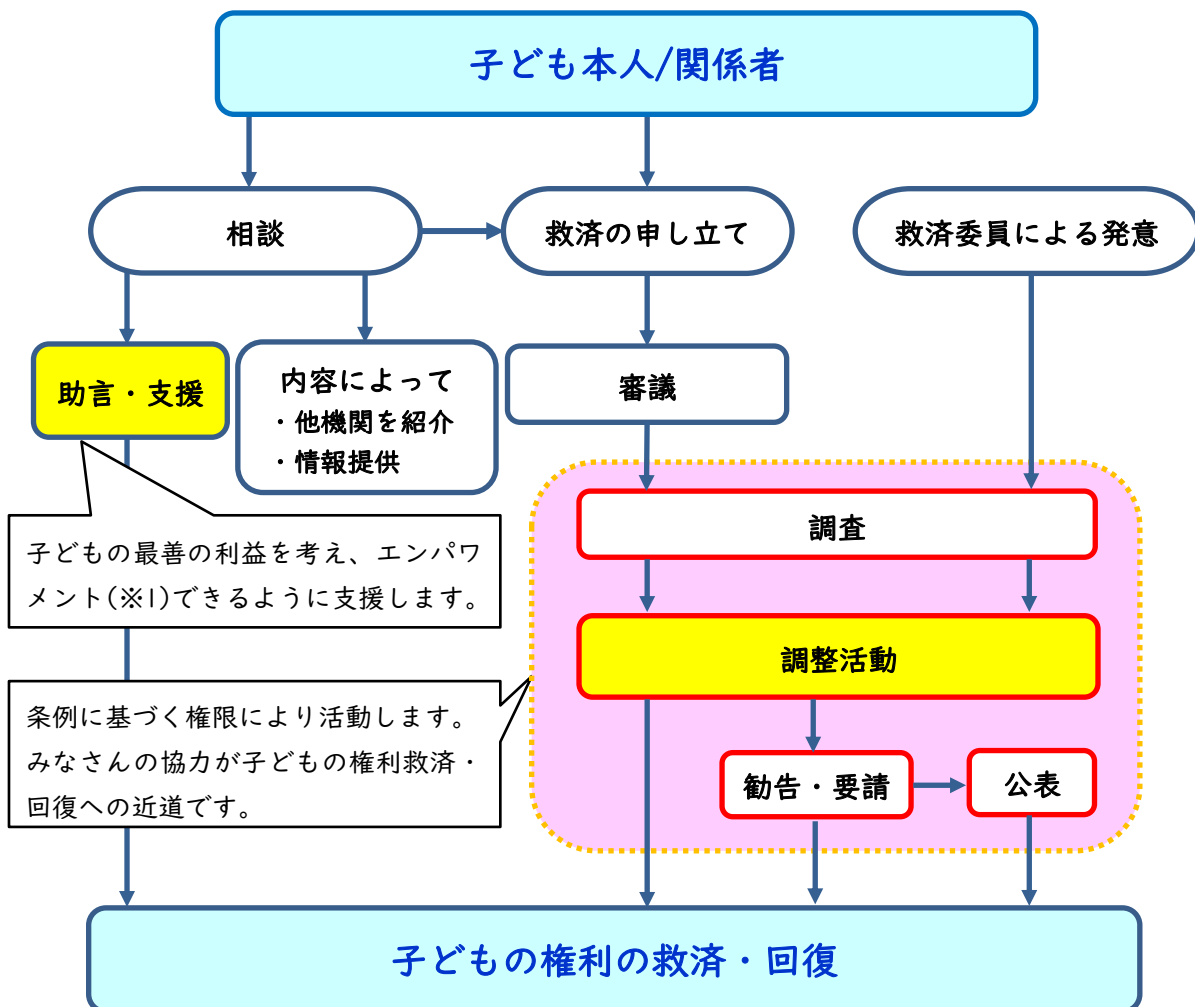 子ども本人/関係者
相談
救済の申し立て
救済委員による発意
助言・支援
内容によって
・他機関を紹介
・情報提供
審議
子どもの最善の利益を考え、エンパワ
メント(※1)できるように支援します。
調査
調整活動
条例に基づく権限により活動します。
みなさんの協力が子どもの権利救済・
回復への近道です。
勧告・要請
公表
子どもの権利の救済・回復